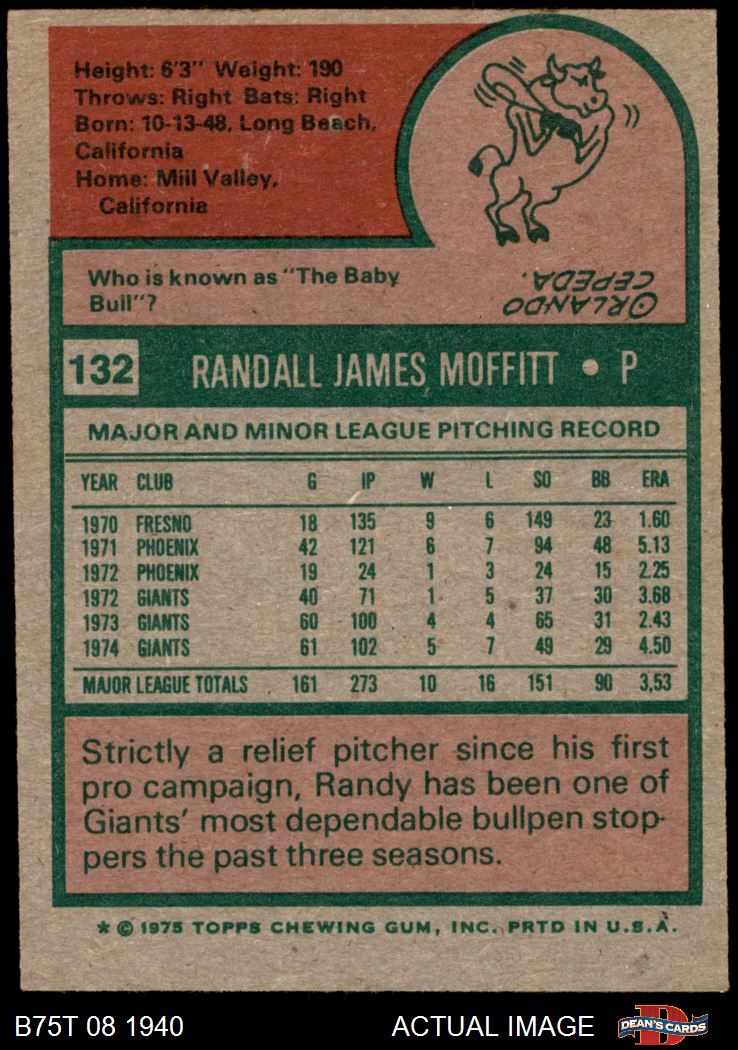 Height: 6'3" Weight: 190
Throws: Right Bats: Right
Born: 10-13-48, Long Beach,
California
Home: Mill Valley,
California
Who is known as "The Baby
Bull"?
ORLANDO
CEPEDA.
132 RANDALL JAMES MOFFITT • P
MAJOR AND MINOR LEAGUE PITCHING RECORD
YEAR CLUB G IP W L SO BB ERA
1970 FRESNO 18 135 9 6 149 23 1.60
1971 PHOENIX 42 121 6 7 94 48 5.13
1972 PHOENIX 19 24 1 3 24 15 2.25
1972 GIANTS 40 71 1 5 37 30 3.68
1973 GIANTS 60 100 4 4 65 31 2.43
1974 GIANTS 61 102 5 7 49 29 4.50
MAJOR LEAGUE TOTALS 161 273 10 16 151 90 3.53
Strictly a relief pitcher since his first
pro campaign, Randy has been one of
Giants' most dependable bullpen stop-
pers the past three seasons.
* © 1975 TOPPS CHEWING GUM, INC. PRTD IN U.S.A.
B75T 08 1940 ACTUAL IMAGE D DEAN'S CARDS